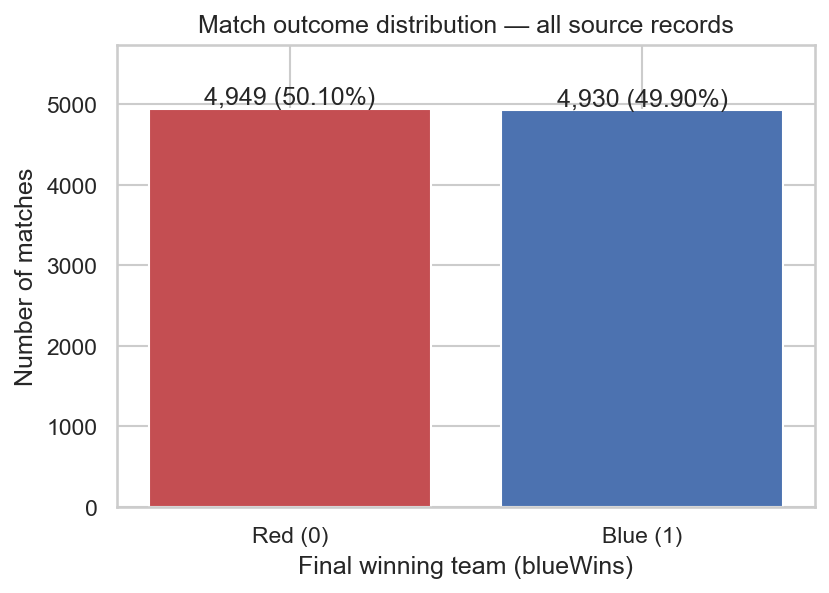 Match outcome distribution — all source records
4,949 (50.10%)
4,930 (49.90%)
5000
4000
3000
2000
1000
0
Number of matches
Red (0)
Blue (1)
Final winning team (blueWins)